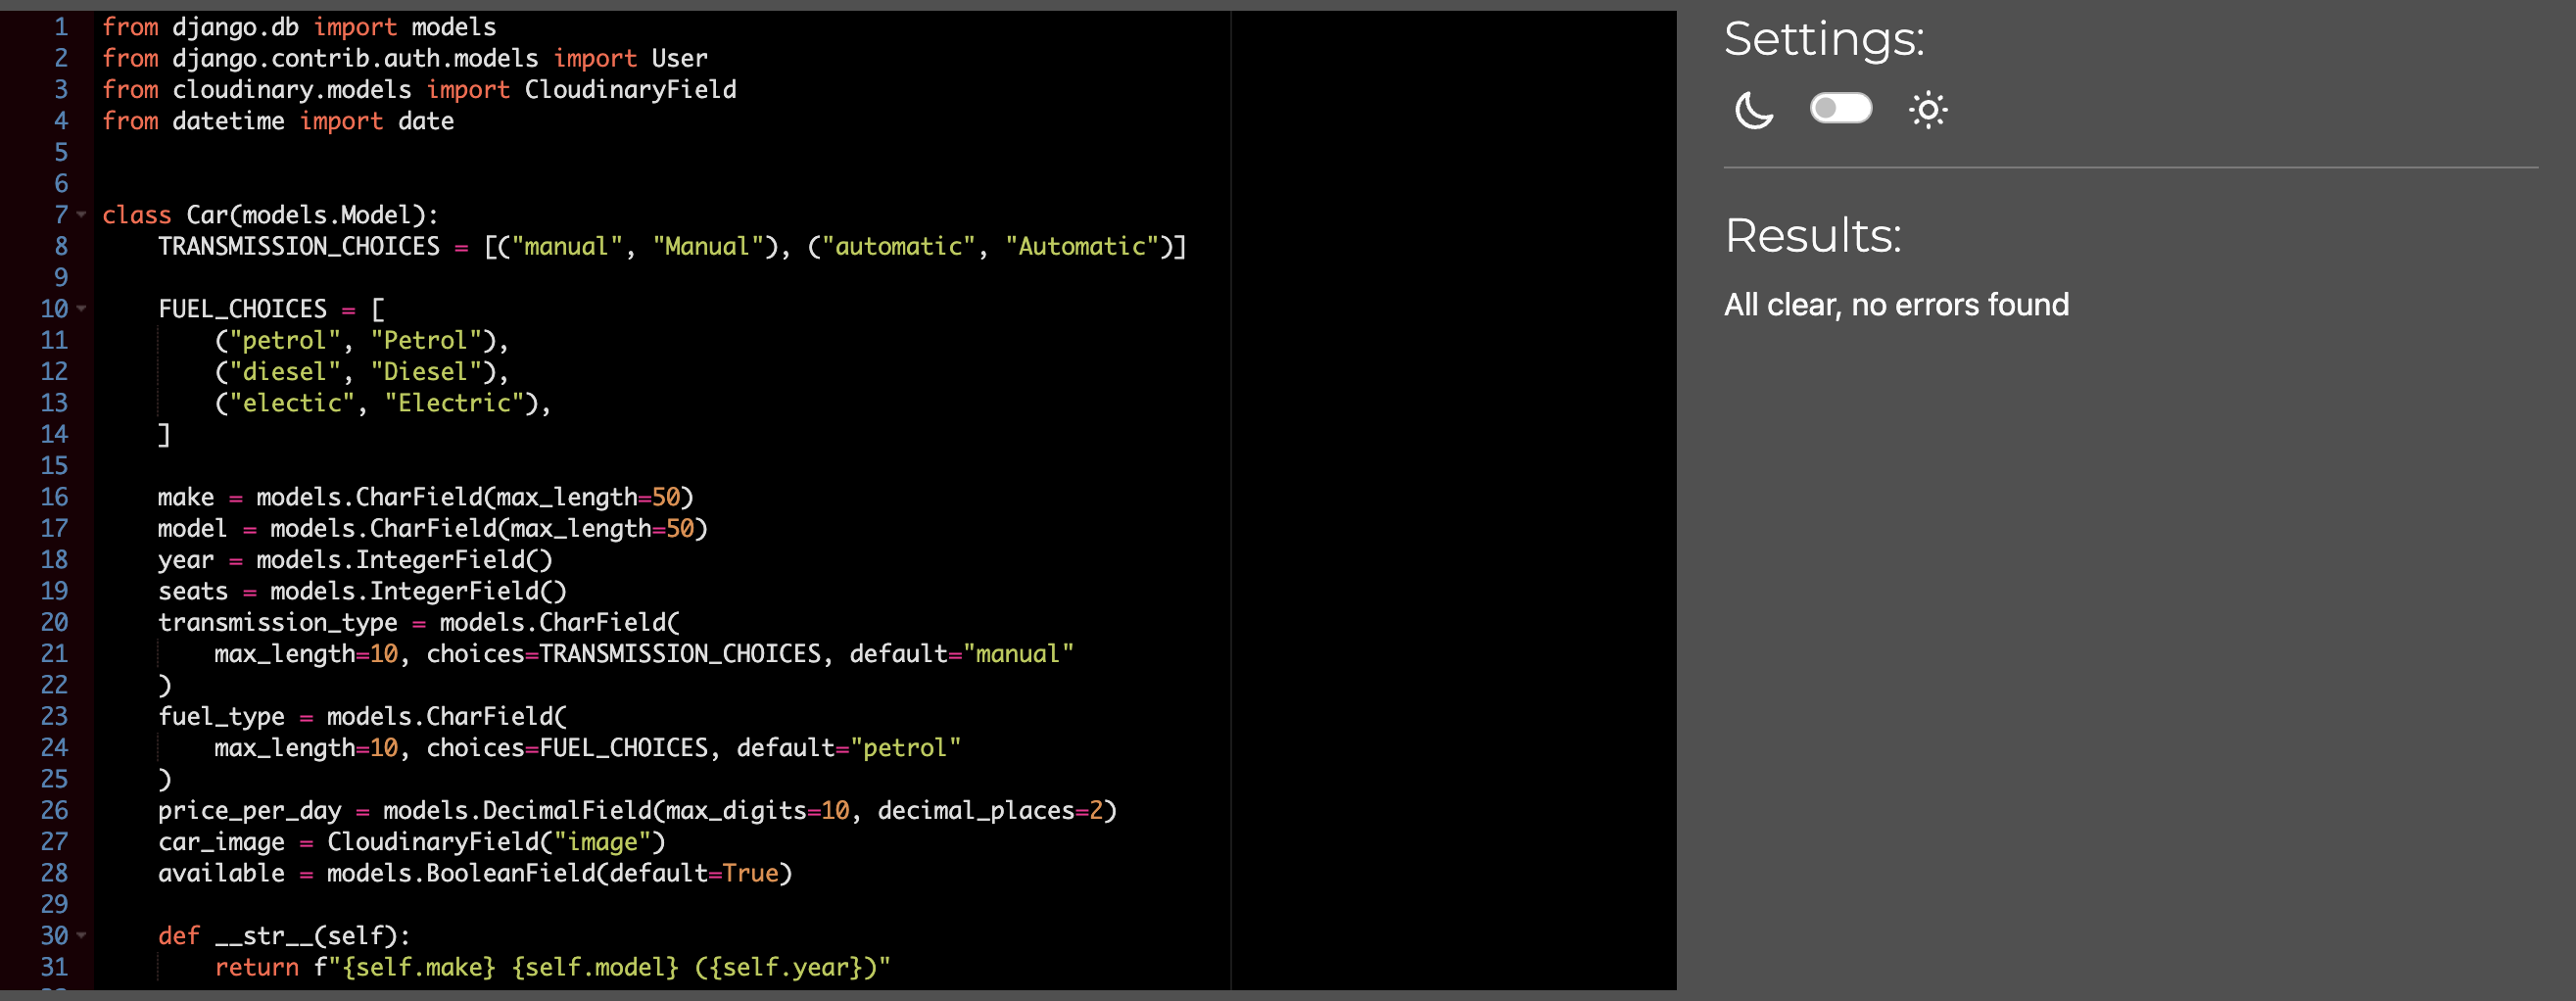 1 from django.db import models
2 from django.contrib.auth.models import User
3 from cloudinary.models import CloudinaryField
4 from datetime import date
5
6
7 class Car(models.Model):
8     TRANSMISSION_CHOICES = [("manual", "Manual"), ("automatic", "Automatic")]
9
10     FUEL_CHOICES = [
11         ("petrol", "Petrol"),
12         ("diesel", "Diesel"),
13         ("electic", "Electric"),
14     ]
15
16     make = models.CharField(max_length=50)
17     model = models.CharField(max_length=50)
18     year = models.IntegerField()
19     seats = models.IntegerField()
20     transmission_type = models.CharField(
21         max_length=10, choices=TRANSMISSION_CHOICES, default="manual"
22     )
23     fuel_type = models.CharField(
24         max_length=10, choices=FUEL_CHOICES, default="petrol"
25     )
26     price_per_day = models.DecimalField(max_digits=10, decimal_places=2)
27     car_image = CloudinaryField("image")
28     available = models.BooleanField(default=True)
29
30     def __str__(self):
31         return f"{self.make} {self.model} ({self.year})"
Settings:
Results:
All clear, no errors found